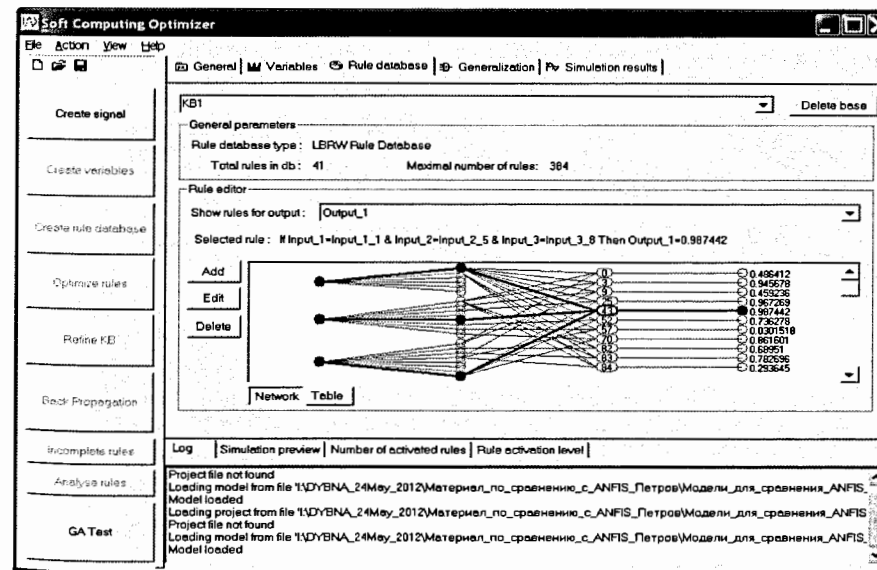 Soft Computing Optimizer
File Action View Help
General Variables Rule database Generalization Simulation results
KB1
Delete base
Create signal
Create variables
Create rule database
Optimize rules
Refine KB
Back Propagation
Incomplete rules
Analyse rules
GA Test
General parameters
Rule database type : LBRW Rule Database
Total rules in db : 41 Maximal number of rules: 384
Rule editor
Show rules for output : Output_1
Selected rule : If Input_1=Input_1_1 & Input_2=Input_2_5 & Input_3=Input_3_8 Then Output_1=0.987442
Add
Edit
Delete
0 0.486412
0.945678
9 0.459236
0.967269
0.987442
0.736278
0.0301518
70 0.861601
0.68951
83 0.782696
84 0.293645
Network Table
Log Simulation preview Number of activated rules Rule activation level
Project file not found
Loading model from file 'I:\DYBNA_24May_2012\Материал_по_сравнению_с_ANFIS_Петров\Модели_для_сравнения_ANFIS_
Model loaded
Loading project from file 'I:\DYBNA_24May_2012\Материал_по_сравнению_с_ANFIS_Петров\Модели_для_сравнения_ANFIS
Project file not found
Loading model from file 'I:\DYBNA_24May_2012\Материал_по_сравнению_с_ANFIS_Петров\Модели_для_сравнения_ANFIS_
Model loaded